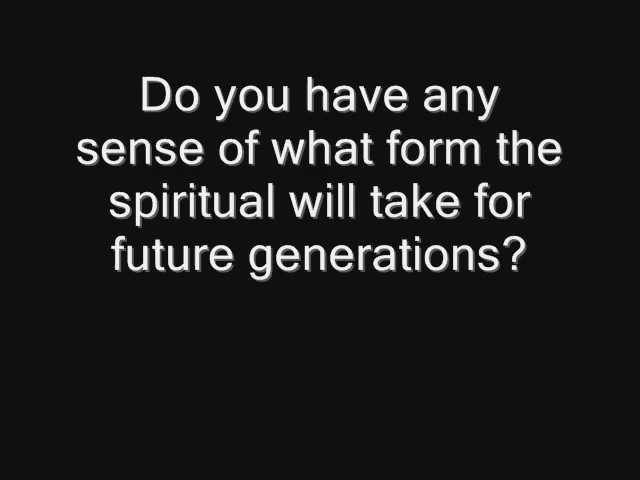 Do you have any
sense of what form the
spiritual will take for
future generations?